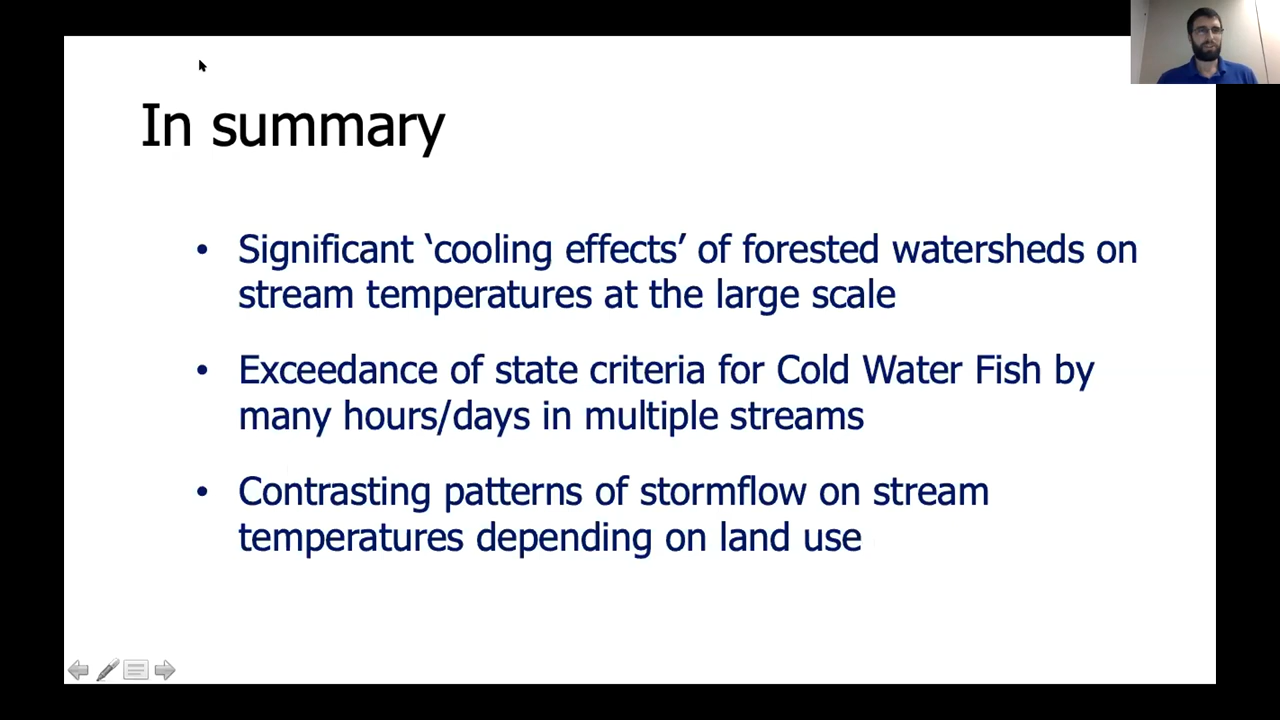 In summary
• Significant ‘cooling effects’ of forested watersheds on
stream temperatures at the large scale
• Exceedance of state criteria for Cold Water Fish by
many hours/days in multiple streams
• Contrasting patterns of stormflow on stream
temperatures depending on land use